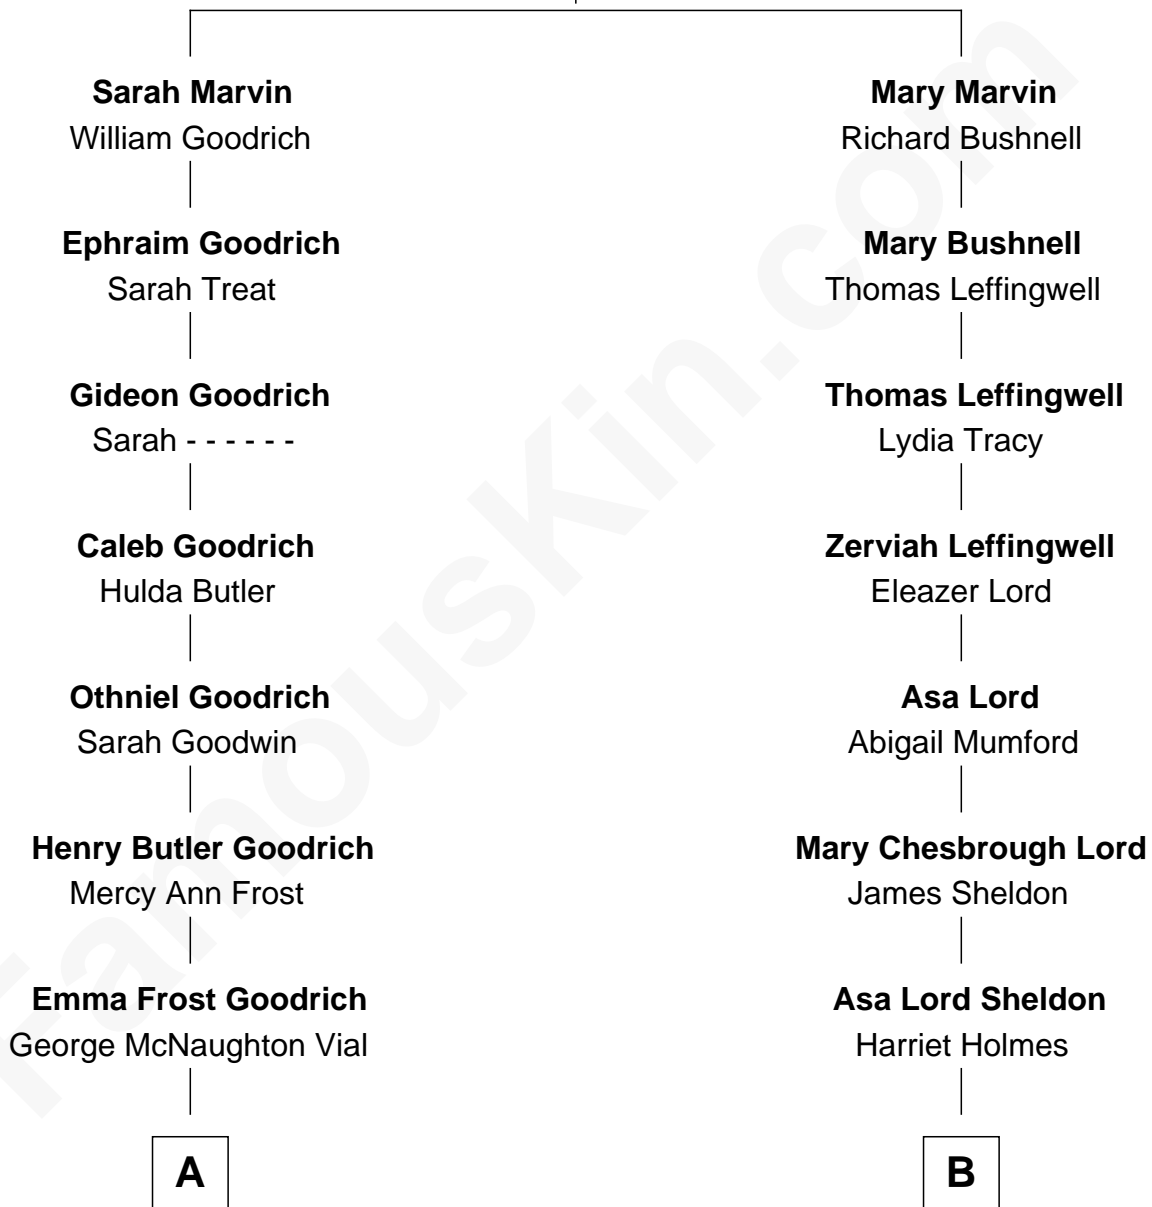 Sarah Marvin
William Goodrich
Ephraim Goodrich
Sarah Treat
Gideon Goodrich
Sarah - - - - - -
Caleb Goodrich
Hulda Butler
Othniel Goodrich
Sarah Goodwin
Henry Butler Goodrich
Mercy Ann Frost
Emma Frost Goodrich
George McNaughton Vial
A
Mary Marvin
Richard Bushnell
Mary Bushnell
Thomas Leffingwell
Thomas Leffingwell
Lydia Tracy
Zerviah Leffingwell
Eleazer Lord
Asa Lord
Abigail Mumford
Mary Chesbrough Lord
James Sheldon
Asa Lord Sheldon
Harriet Holmes
B
FamousKin.com